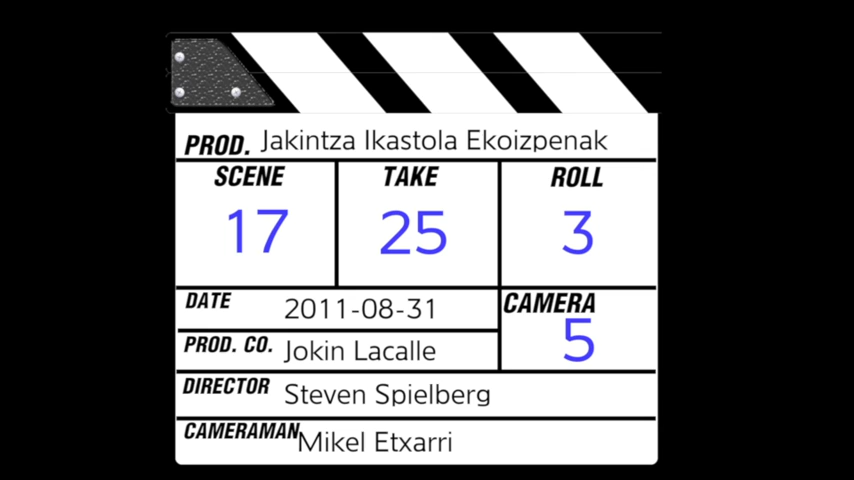 PROD. Jakintza Ikastola Ekoizpenak
SCENE TAKE ROLL
17 25 3
DATE 2011-08-31 CAMERA
5
PROD. CO. Jokin Lacalle
DIRECTOR Steven Spielberg
CAMERAMAN Mikel Etxarri